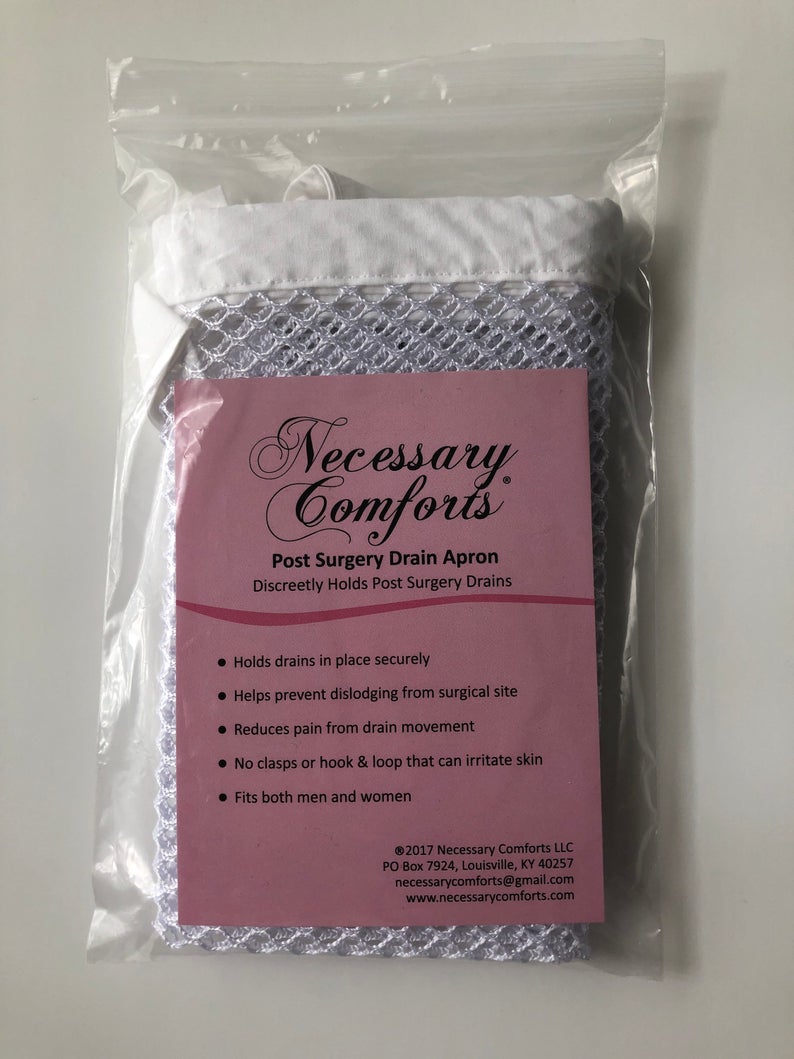 Necessary
Comforts®
Post Surgery Drain Apron
Discreetly Holds Post Surgery Drains
● Holds drains in place securely
● Helps prevent dislodging from surgical site
● Reduces pain from drain movement
● No clasps or hook & loop that can irritate skin
● Fits both men and women
®2017 Necessary Comforts LLC
PO Box 7924, Louisville, KY 40257
necessarycomforts@gmail.com
www.necessarycomforts.com